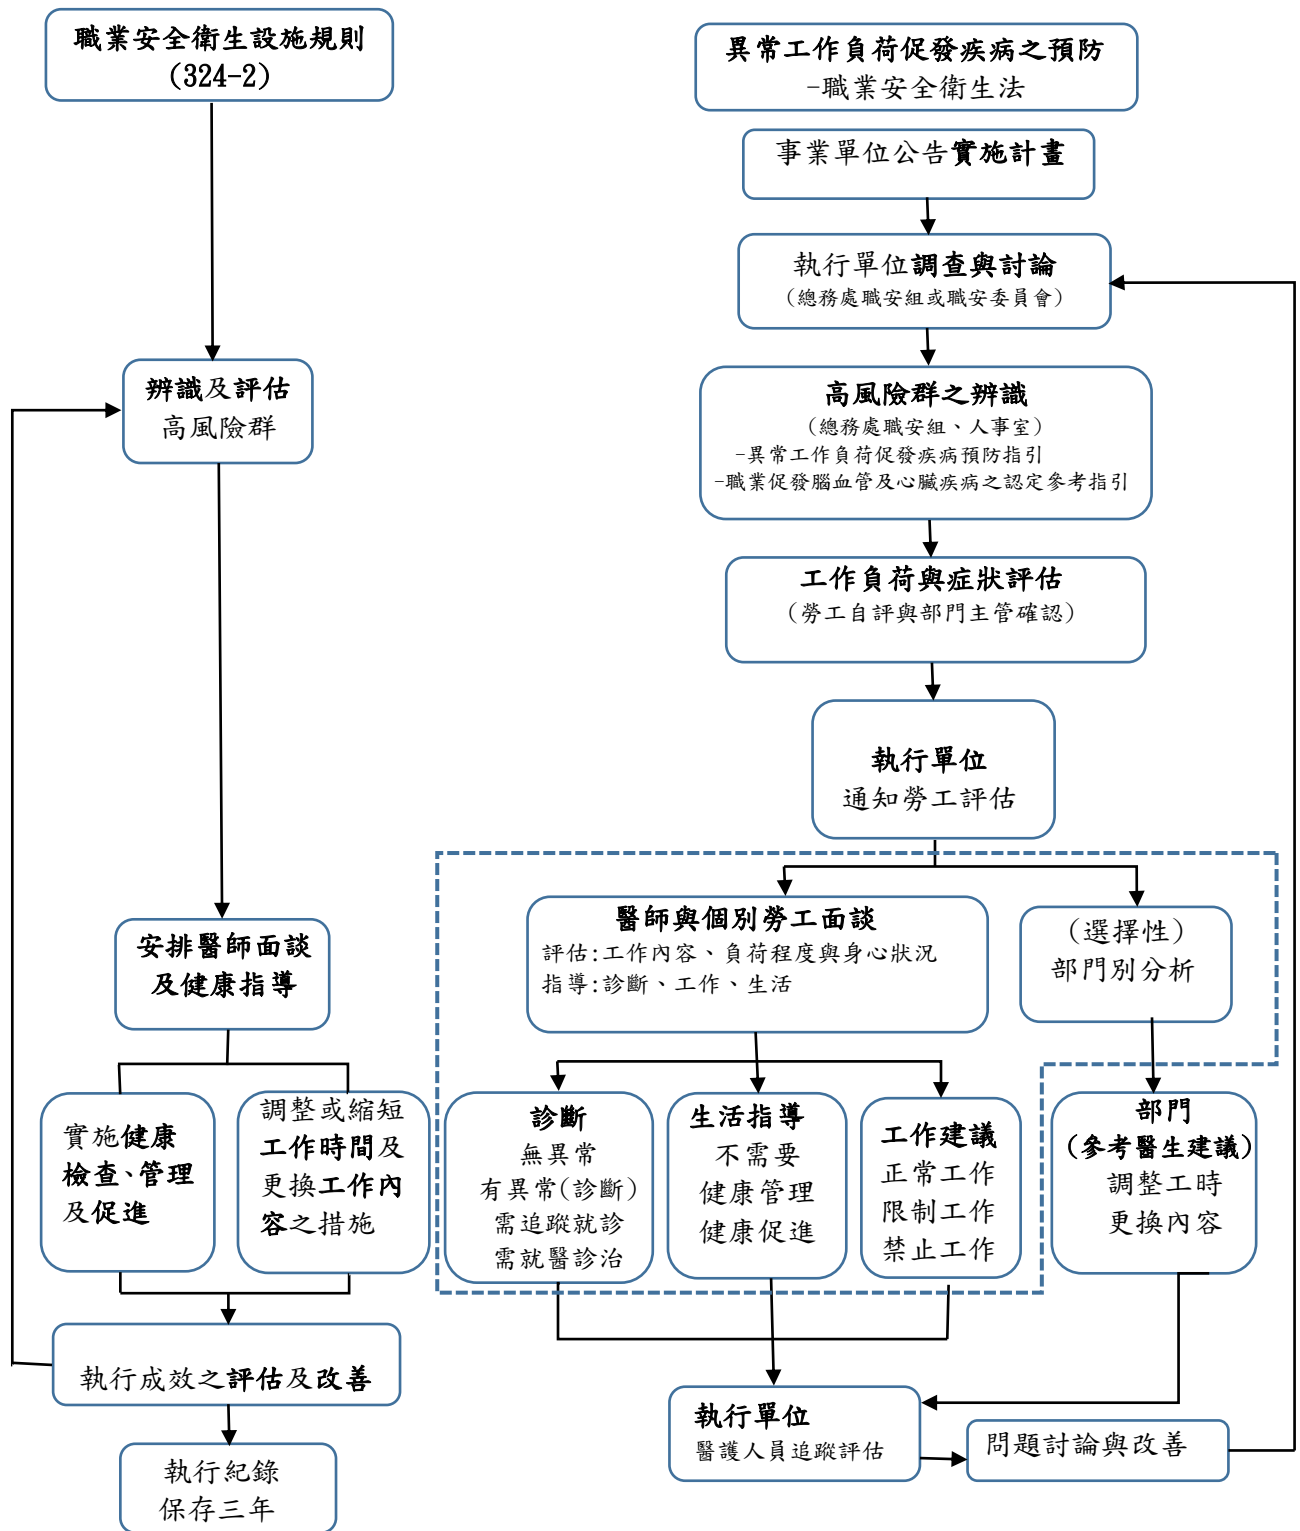 職業安全衛生設施規則
(324-2)
辨識及評估
高風險群
安排醫師面談
及健康指導
實施健康
檢查、管理
及促進
調整或縮短
工作時間及
更換工作內
容之措施
執行成效之評估及改善
執行紀錄
保存三年
異常工作負荷促發疾病之預防
-職業安全衛生法
事業單位公告實施計畫
執行單位調查與討論
(總務處職安組或職安委員會)
高風險群之辨識
(總務處職安組、人事室)
-異常工作負荷促發疾病預防指引
-職業促發腦血管及心臟疾病之認定參考指引
工作負荷與症狀評估
(勞工自評與部門主管確認)
執行單位
通知勞工評估
醫師與個別勞工面談
評估:工作內容、負荷程度與身心狀況
指導:診斷、工作、生活
(選擇性)
部門別分析
診斷
無異常
有異常(診斷)
需追蹤就診
需就醫診治
生活指導
不需要
健康管理
健康促進
工作建議
正常工作
限制工作
禁止工作
部門
(參考醫生建議)
調整工時
更換內容
執行單位
醫護人員追蹤評估
問題討論與改善